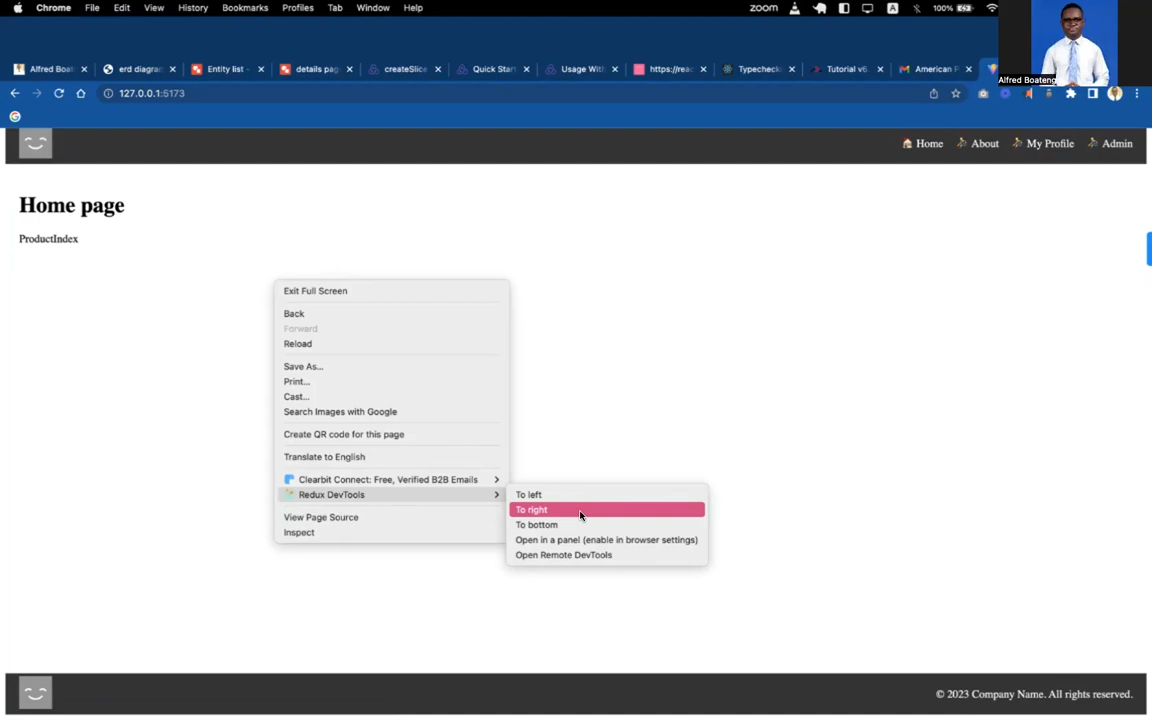 Chrome File Edit View History Bookmarks Profiles Tab Window Help zoom A 100%
Alfred Boat erd diagra Entity list - details pag createSlice Quick Star Usage With https://rea Typecheck Tutorial v6. American P
Alfred Boateng
127.0.0.1:5173
Home About My Profile Admin
Home page
ProductIndex
Exit Full Screen
Back
Forward
Reload
Save As...
Print...
Cast...
Search Images with Google
Create QR code for this page
Translate to English
Clearbit Connect: Free, Verified B2B Emails
Redux DevTools
View Page Source
Inspect
To left
To right
To bottom
Open in a panel (enable in browser settings)
Open Remote DevTools
© 2023 Company Name. All rights reserved.